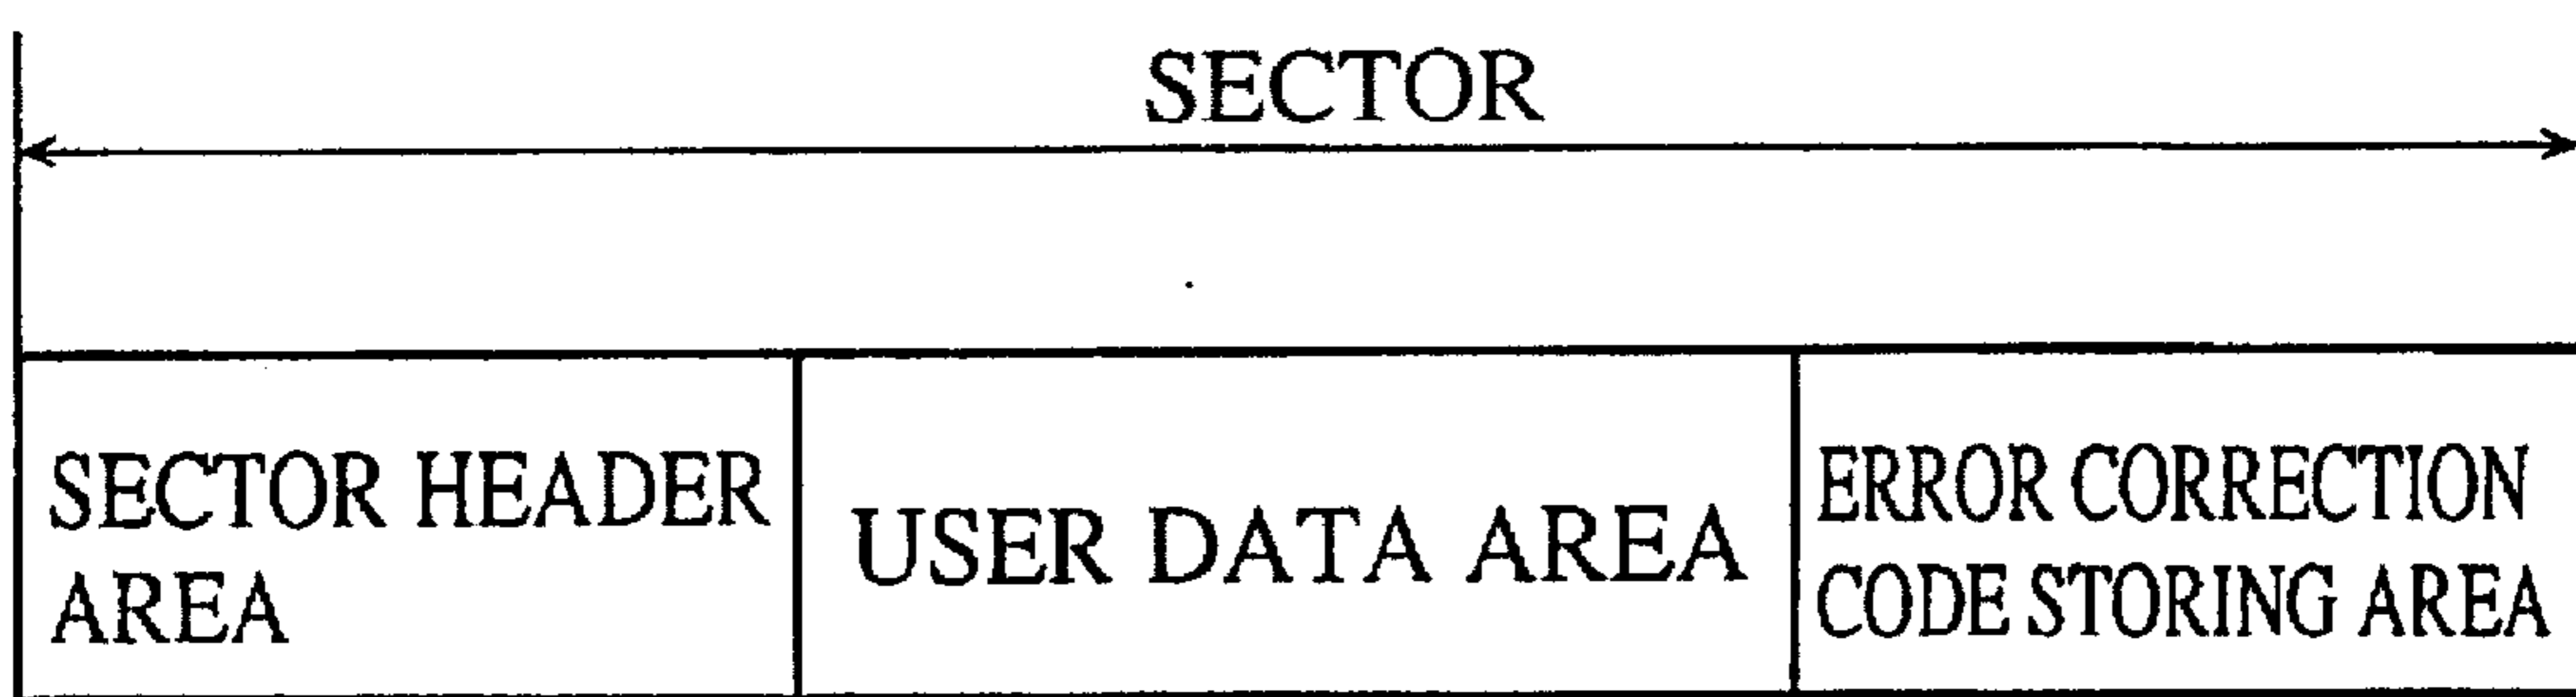 SECTOR
SECTOR HEADER
AREA
USER DATA AREA
ERROR CORRECTION
CODE STORING AREA